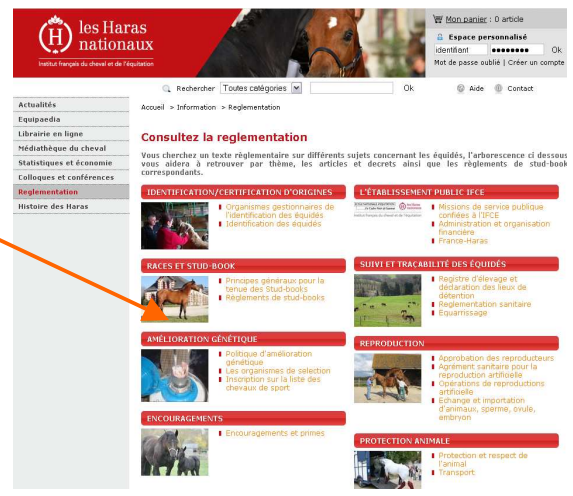 les Haras
nationaux
Institut français du cheval et de l'équitation
Mon panier : 0 article
Espace personnalisé
identifiant •••••••• Ok
Mot de passe oublié | Créer un compte
Rechercher Toutes catégories Ok Aide Contact
Actualités
Equipaedia
Librairie en ligne
Médiathèque du cheval
Statistiques et économie
Colloques et conférences
Reglementation
Histoire des Haras
Accueil > Information > Reglementation
Consultez la reglementation
Vous cherchez un texte règlementaire sur différents sujets concernant les équidés, l'arborescence ci dessous
vous aidera à retrouver par thème, les articles et decrets ainsi que les règlements de stud-book
correspondants.
IDENTIFICATION/CERTIFICATION D'ORIGINES
Organismes gestionnaires de
l'identification des équidés
Identification des équidés
L'ÉTABLISSEMENT PUBLIC IFCE
Missions de service publique
confiées à l'IFCE
Administration et organisation
financière
France-Haras
RACES ET STUD-BOOK
Principes généraux pour la
tenue des Stud-books
Règlements de stud-books
SUIVI ET TRAÇABILITÉ DES ÉQUIDÉS
Registre d'élevage et
déclaration des lieux de
détention
Reglementation sanitaire
Equarrissage
AMÉLIORATION GÉNÉTIQUE
Politique d'amélioration
génétique
Les organismes de selection
Inscription sur la liste des
chevaux de sport
REPRODUCTION
Approbation des reproducteurs
Agrément sanitaire pour la
reproduction artificielle
Opérations de reproductions
artificielle
Echange et importation
d'animaux, sperme, ovule,
embryon
ENCOURAGEMENTS
Encouragements et primes
PROTECTION ANIMALE
Protection et respect de
l'animal
Transport